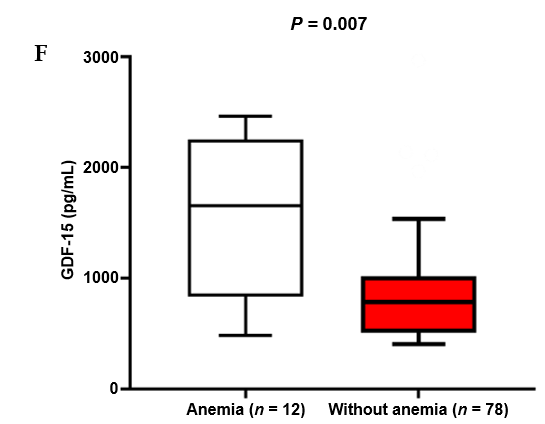 P = 0.007
F
3000
2000
1000
0
GDF-15 (pg/mL)
Anemia (n = 12)
Without anemia (n = 78)